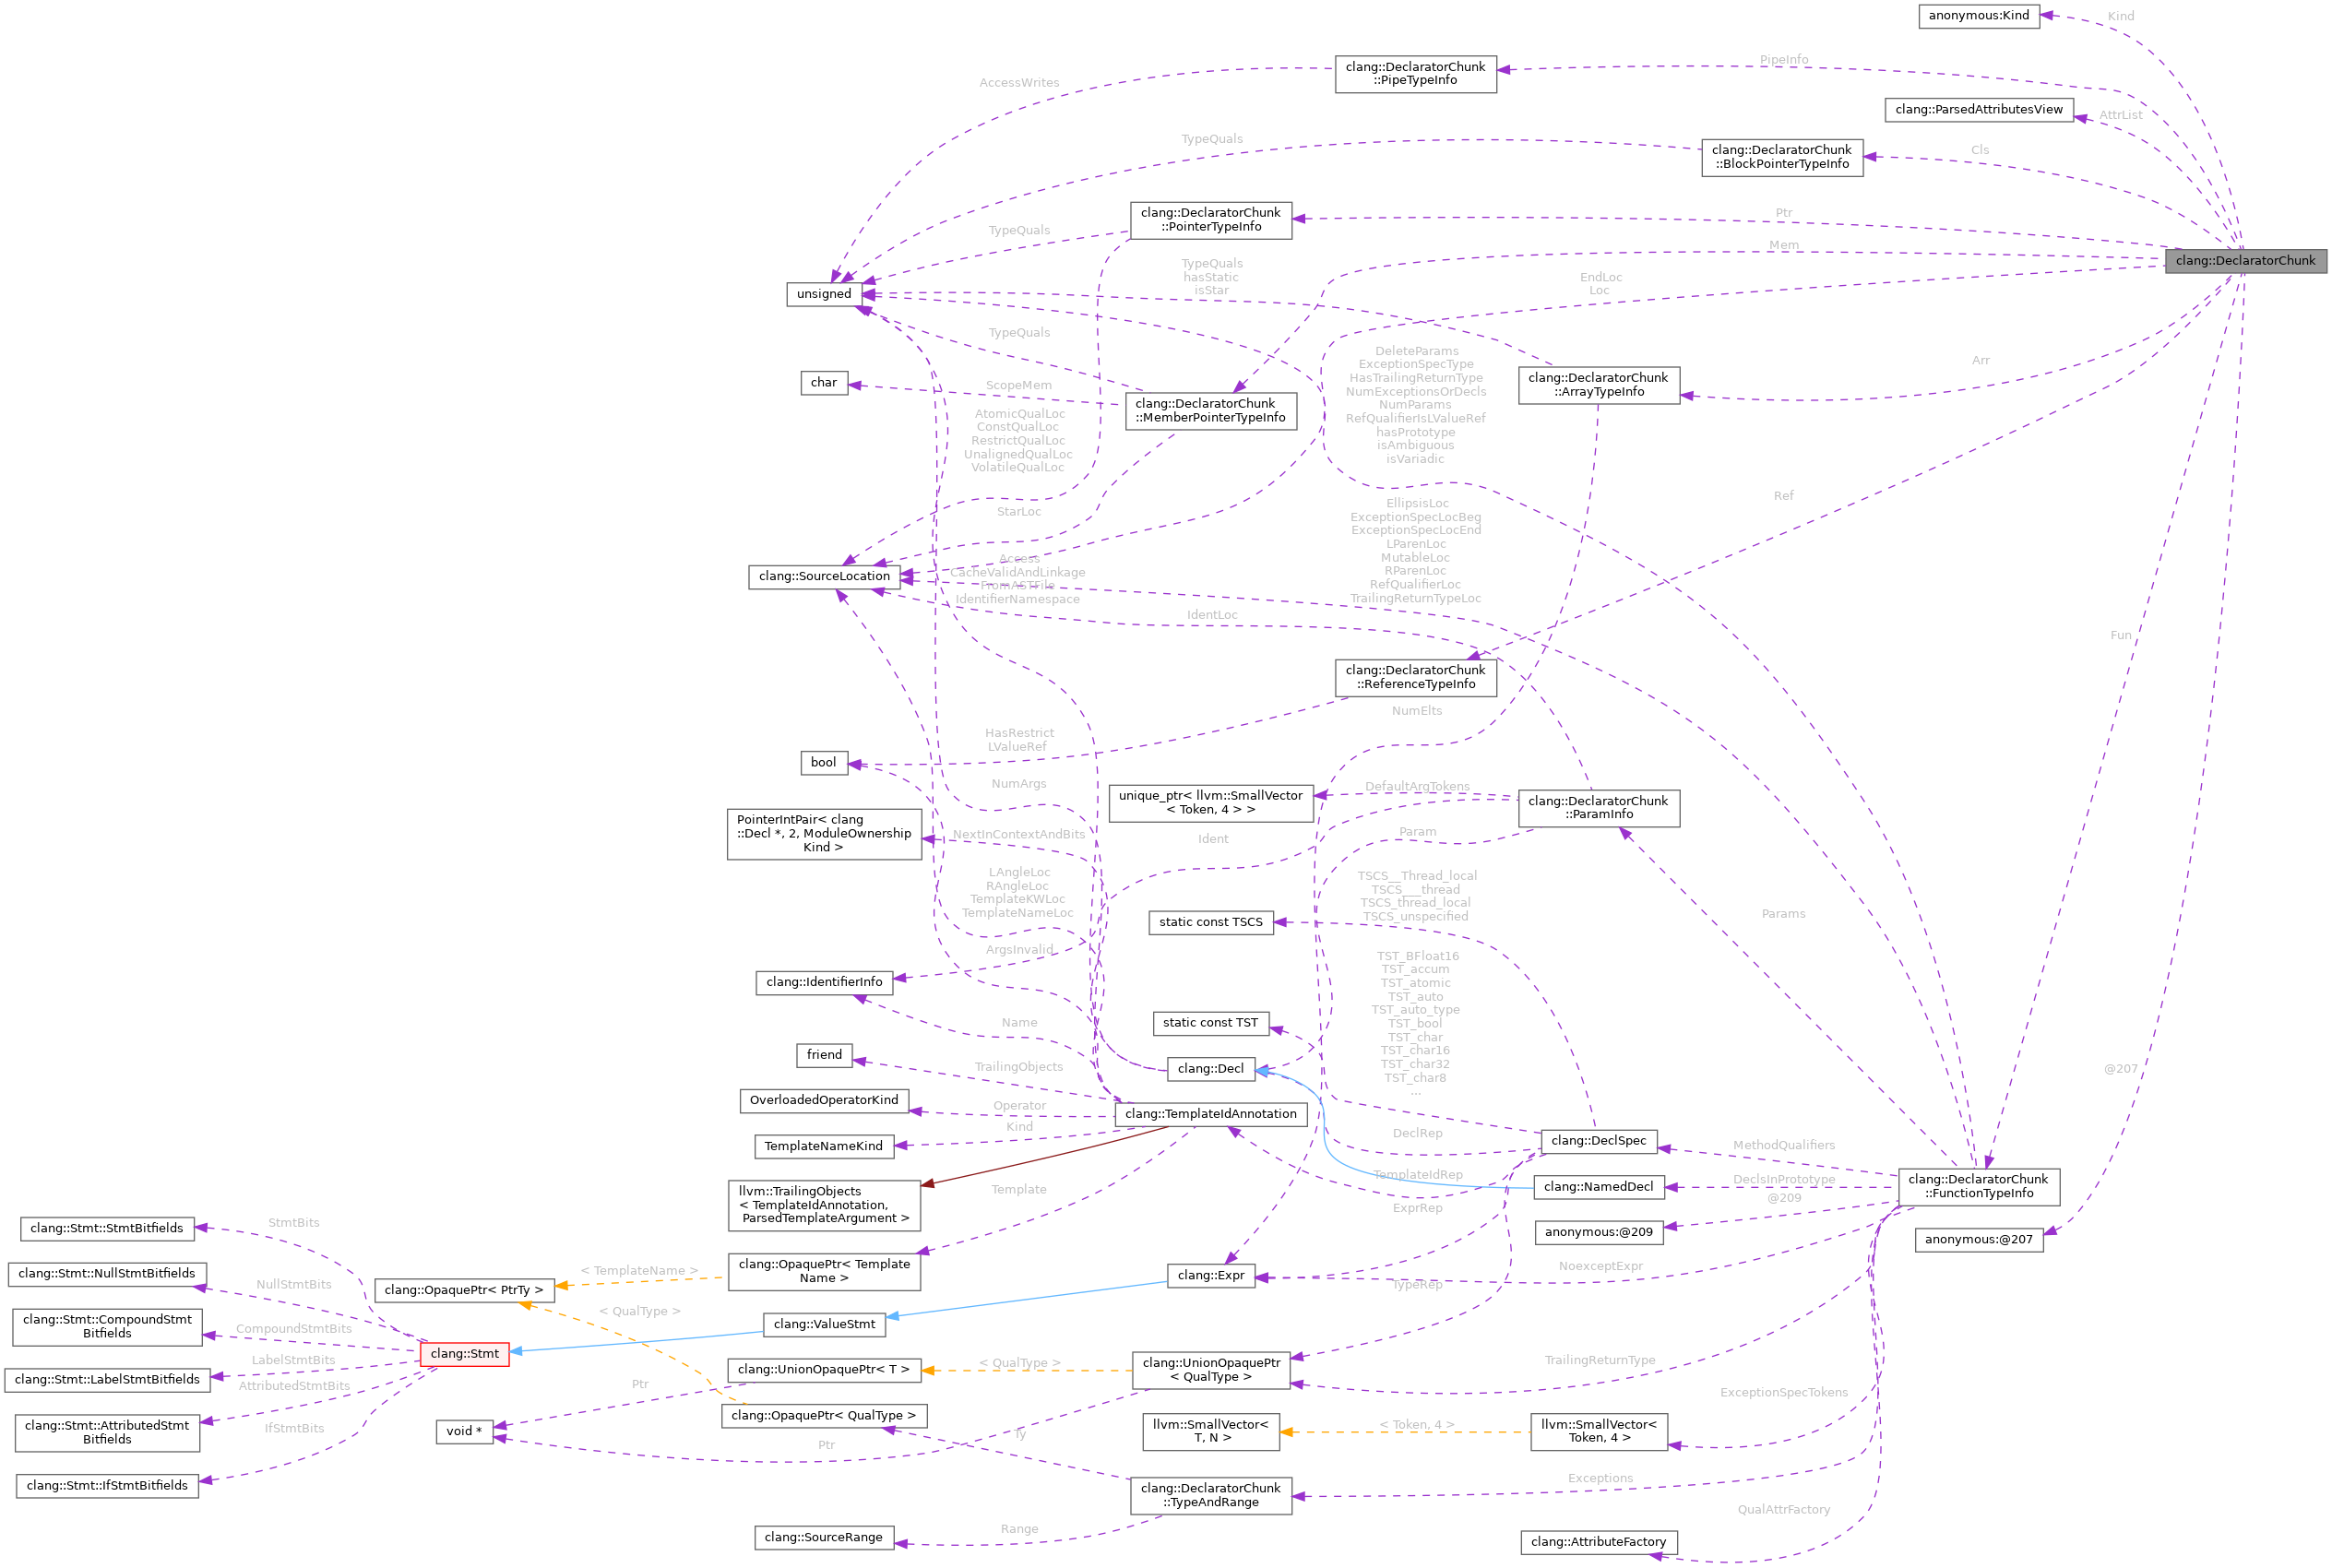 anonymous:Kind
Kind
clang::DeclaratorChunk
::PipeTypeInfo
PipeInfo
AccessWrites
clang::ParsedAttributesView
AttrList
TypeQuals
clang::DeclaratorChunk
::BlockPointerTypeInfo
Cls
clang::DeclaratorChunk
::PointerTypeInfo
Ptr
TypeQuals
Mem
clang::DeclaratorChunk
TypeQuals
hasStatic
isStar
EndLoc
Loc
unsigned
TypeQuals
DeleteParams
ExceptionSpecType
HasTrailingReturnType
NumExceptionsOrDecls
NumParams
RefQualifierIsLValueRef
hasPrototype
isAmbiguous
isVariadic
Arr
clang::DeclaratorChunk
::ArrayTypeInfo
char
ScopeMem
clang::DeclaratorChunk
::MemberPointerTypeInfo
AtomicQualLoc
ConstQualLoc
RestrictQualLoc
UnalignedQualLoc
VolatileQualLoc
StarLoc
Ref
EllipsisLoc
ExceptionSpecLocBeg
ExceptionSpecLocEnd
LParenLoc
MutableLoc
RParenLoc
RefQualifierLoc
TrailingReturnTypeLoc
clang::SourceLocation
Access
CacheValidAndLinkage
FromASTFile
IdentifierNamespace
IdentLoc
Fun
clang::DeclaratorChunk
::ReferenceTypeInfo
NumElts
HasRestrict
LValueRef
bool
NumArgs
unique_ptr< llvm::SmallVector
< Token, 4 > >
DefaultArgTokens
clang::DeclaratorChunk
::ParamInfo
PointerIntPair< clang
::Decl *, 2, ModuleOwnership
Kind >
NextInContextAndBits
Ident
Param
LAngleLoc
RAngleLoc
TemplateKWLoc
TemplateNameLoc
TSCS__Thread_local
TSCS___thread
TSCS_thread_local
TSCS_unspecified
static const TSCS
Params
ArgsInvalid
clang::IdentifierInfo
TST_BFloat16
TST_accum
TST_atomic
TST_auto
TST_auto_type
TST_bool
TST_char
TST_char16
TST_char32
TST_char8
...
Name
static const TST
friend
TrailingObjects
clang::Decl
@207
OverloadedOperatorKind
Operator
clang::TemplateIdAnnotation
Kind
TemplateNameKind
DeclRep
clang::DeclSpec
MethodQualifiers
llvm::TrailingObjects
< TemplateIdAnnotation,
ParsedTemplateArgument >
Template
TemplateIdRep
clang::NamedDecl
DeclsInPrototype
clang::DeclaratorChunk
::FunctionTypeInfo
@209
ExprRep
clang::Stmt::StmtBitfields
StmtBits
anonymous:@209
anonymous:@207
clang::Stmt::NullStmtBitfields
NullStmtBits
clang::OpaquePtr< PtrTy >
< TemplateName >
clang::OpaquePtr< Template
Name >
clang::Expr
NoexceptExpr
TypeRep
< QualType >
clang::Stmt::CompoundStmt
Bitfields
CompoundStmtBits
clang::ValueStmt
clang::Stmt
LabelStmtBits
clang::Stmt::LabelStmtBitfields
AttributedStmtBits
clang::UnionOpaquePtr< T >
< QualType >
clang::UnionOpaquePtr
< QualType >
TrailingReturnType
Ptr
ExceptionSpecTokens
clang::OpaquePtr< QualType >
clang::Stmt::AttributedStmt
Bitfields
IfStmtBits
void *
Ptr
Ty
llvm::SmallVector<
T, N >
< Token, 4 >
llvm::SmallVector<
Token, 4 >
clang::Stmt::IfStmtBitfields
clang::DeclaratorChunk
::TypeAndRange
Exceptions
QualAttrFactory
clang::SourceRange
Range
clang::AttributeFactory